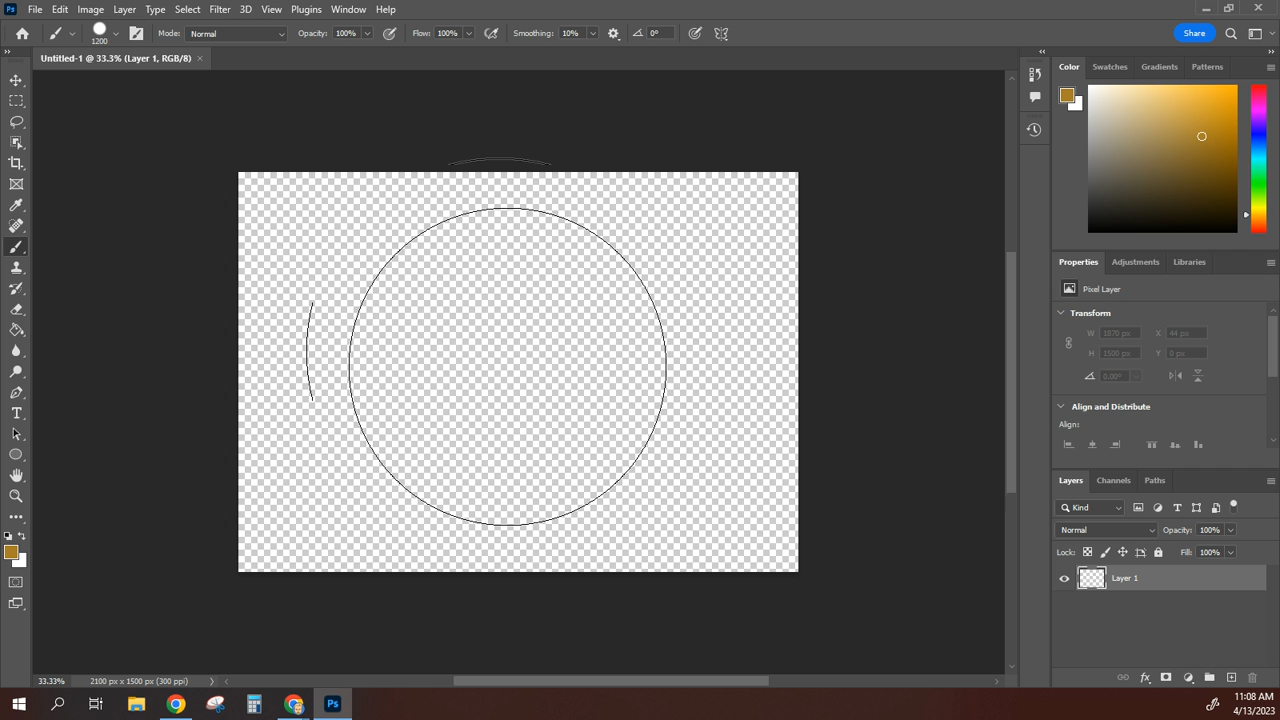 Ps File Edit Image Layer Type Select Filter 3D View Plugins Window Help
1200 Mode: Normal Opacity: 100% Flow: 100% Smoothing: 10% 0° Share
Untitled-1 @ 33.3% (Layer 1, RGB/8)
Color Swatches Gradients Patterns
Properties Adjustments Libraries
Pixel Layer
Transform
W 1870 px X 44 px
H 1500 px Y 0 px
0.00°
Align and Distribute
Align:
Layers Channels Paths
Kind
Normal Opacity: 100%
Lock: Fill: 100%
Layer 1
33.33% 2100 px x 1500 px (300 ppi)
Ps
11:08 AM
4/13/2023